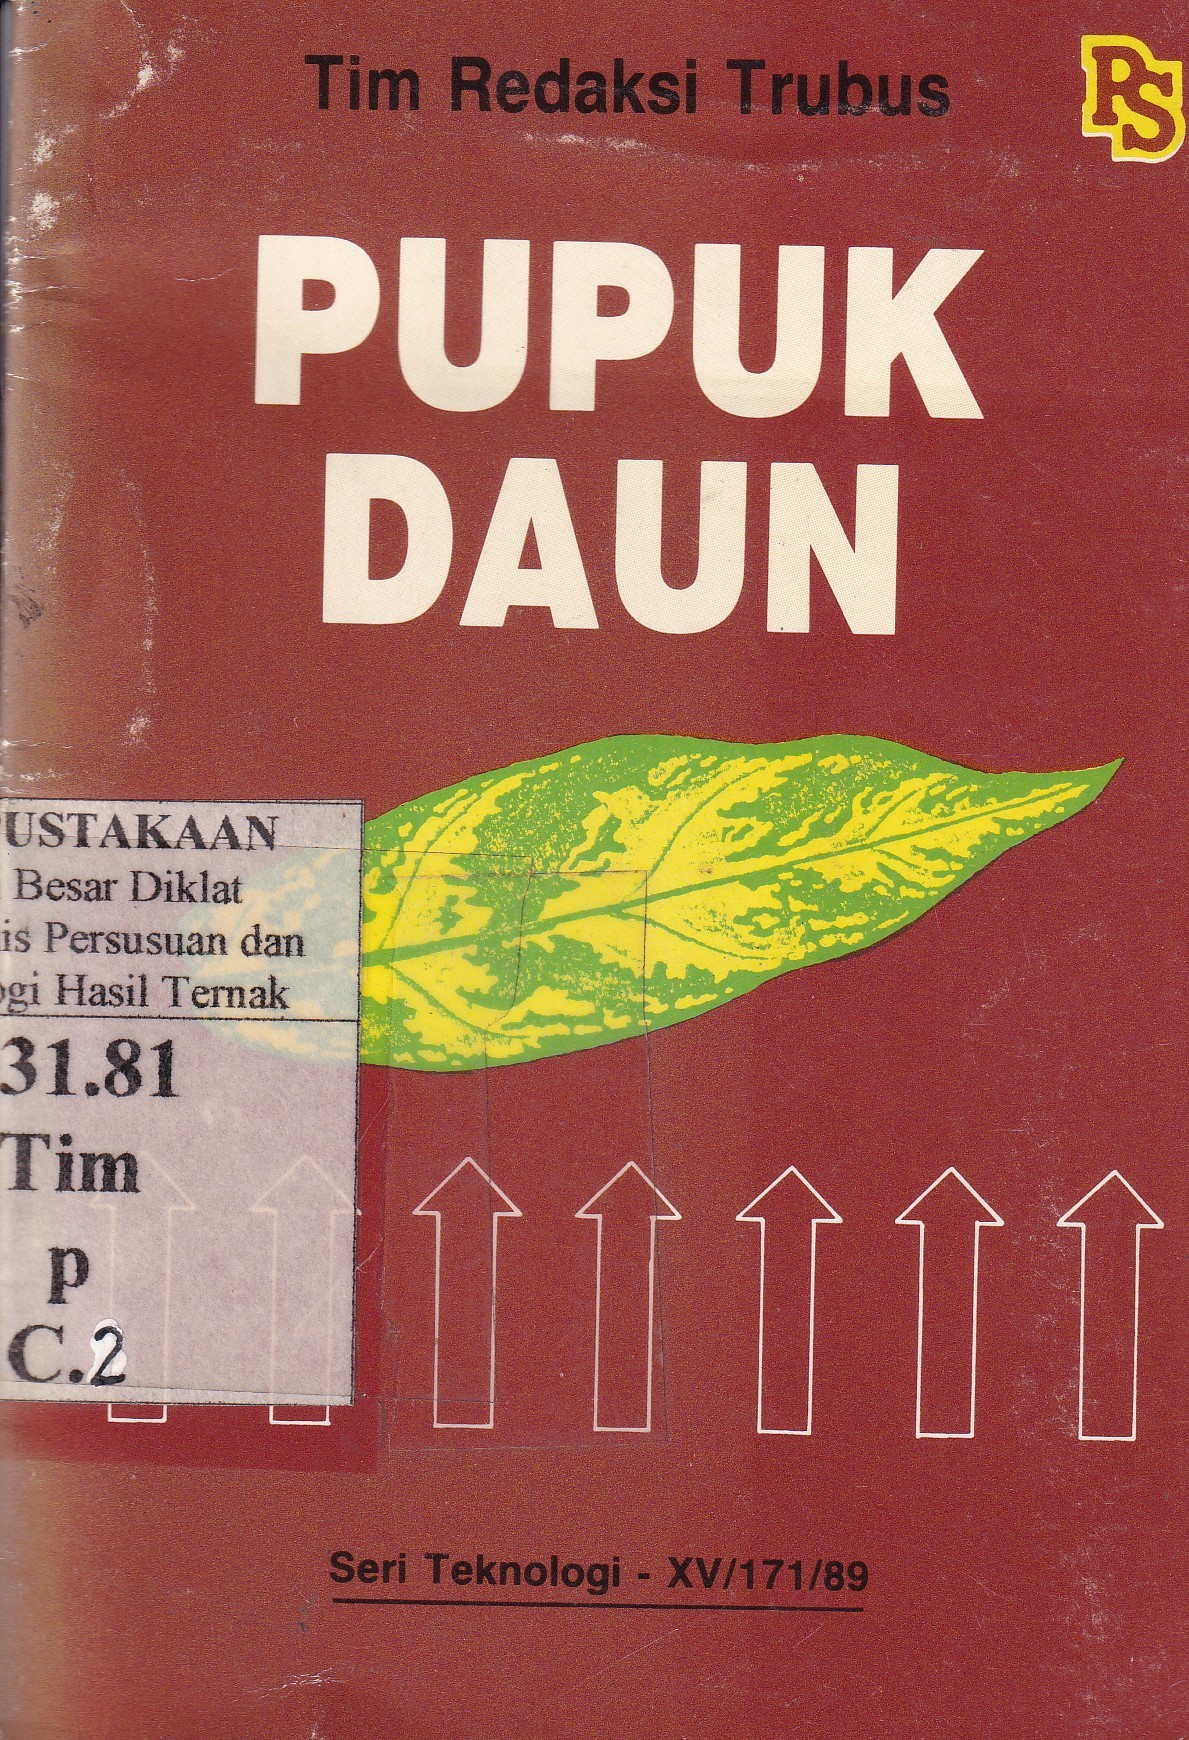 Tim Redaksi Trubus
PS
PUPUK
DAUN
USTAKAAN
Besar Diklat
is Persusuan dan
ogi Hasil Ternak
31.81
Tim
p
C.2
Seri Teknologi - XV/171/89